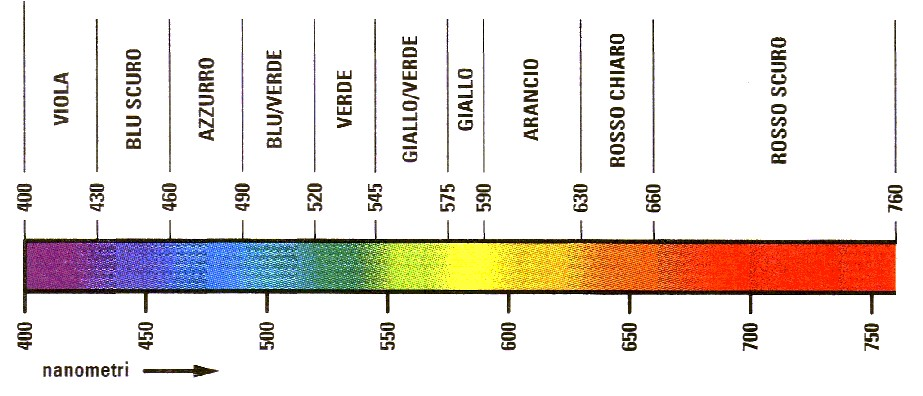 VIOLA
BLU SCURO
AZZURRO
BLU/VERDE
VERDE
GIALLO/VERDE
GIALLO
ARANCIO
ROSSO CHIARO
ROSSO SCURO
400
430
460
490
520
545
575
590
630
660
760
400
450
500
550
600
650
700
750
nanometri